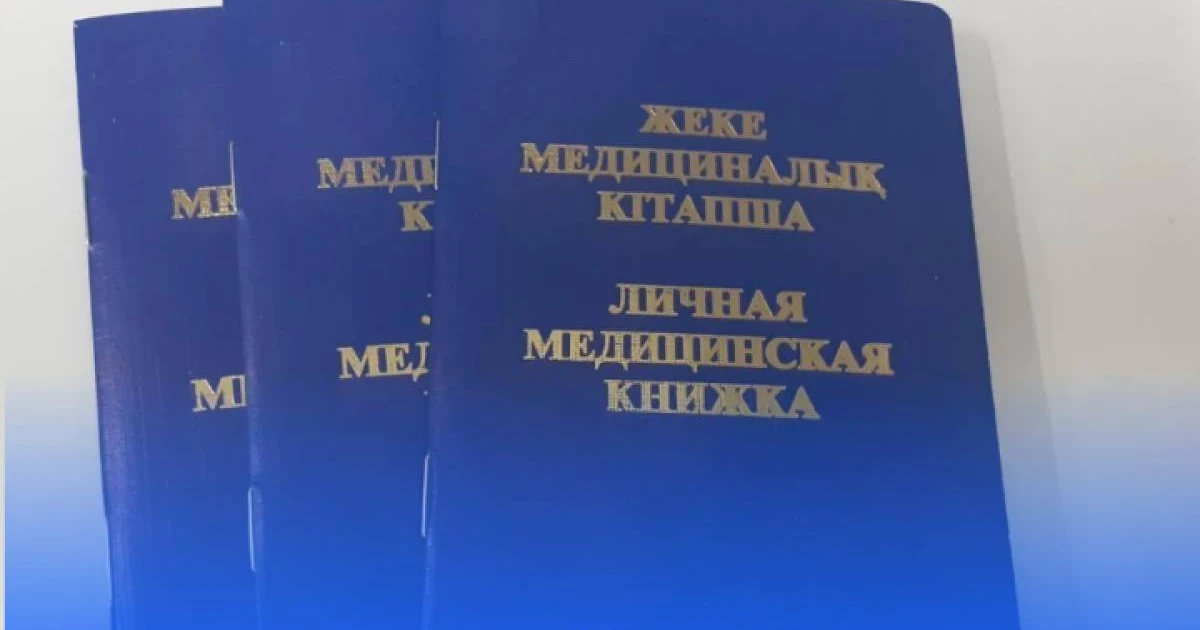 ЖЕКЕ
МЕДИЦИНАЛЫҚ
КІТАПША
ЛИЧНАЯ
МЕДИЦИНСКАЯ
КНИЖКА